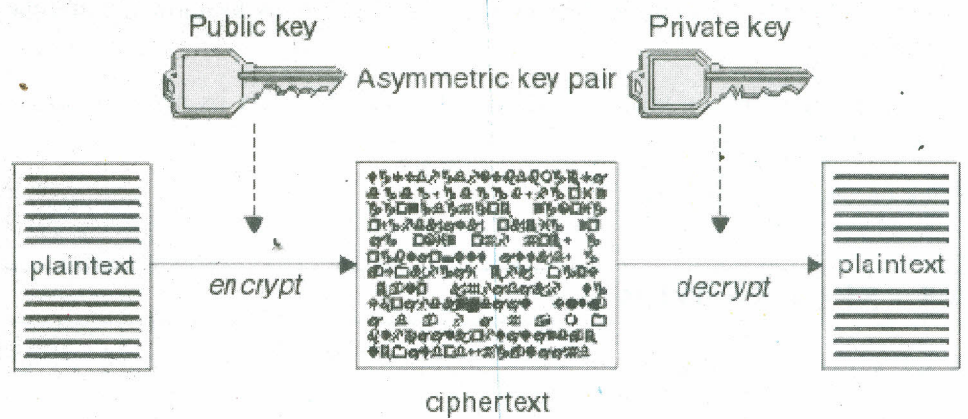 Public key
Private key
Asymmetric key pair
plaintext
encrypt
decrypt
plaintext
ciphertext